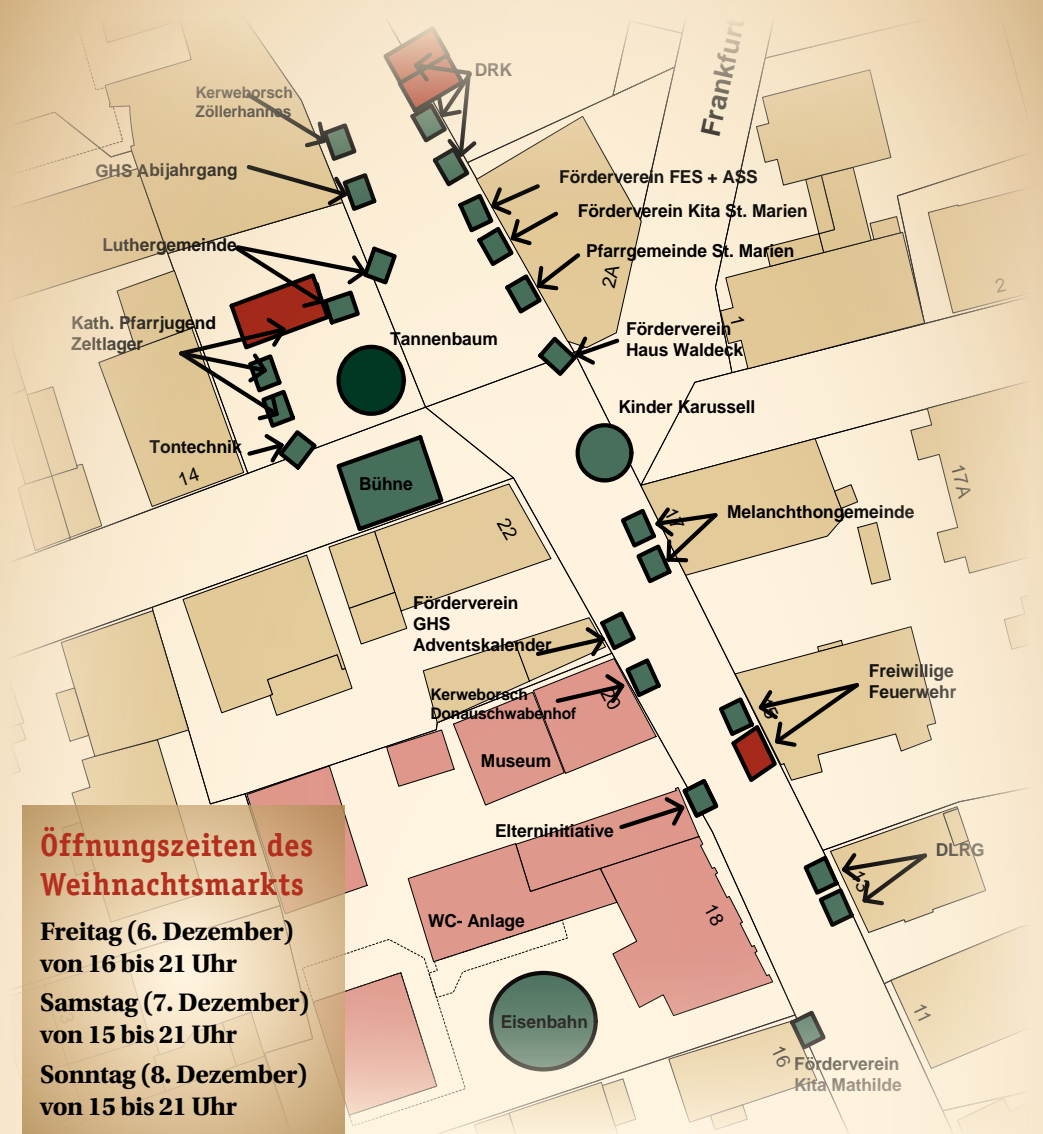 Frankfurt
DRK
Kerweborsch
Zöllerhannes
GHS Abijahrgang
Förderverein FES + ASS
Förderverein Kita St. Marien
Luthergemeinde
Pfarrgemeinde St. Marien
2A
2
1
Kath. Pfarrjugend
Zeltlager
Tannenbaum
Förderverein
Haus Waldeck
Kinder Karussell
Tontechnik
14
Bühne
17A
22
17
Melanchthongemeinde
Förderverein
GHS
Adventskalender
Kerweborsch
Donauschwabenhof
20
Freiwillige
Feuerwehr
15
Museum
Elterninitiative
DLRG
13
WC- Anlage
18
Eisenbahn
11
16
Förderverein
Kita Mathilde
Öffnungszeiten des
Weihnachtsmarkts
Freitag (6. Dezember)
von 16 bis 21 Uhr
Samstag (7. Dezember)
von 15 bis 21 Uhr
Sonntag (8. Dezember)
von 15 bis 21 Uhr